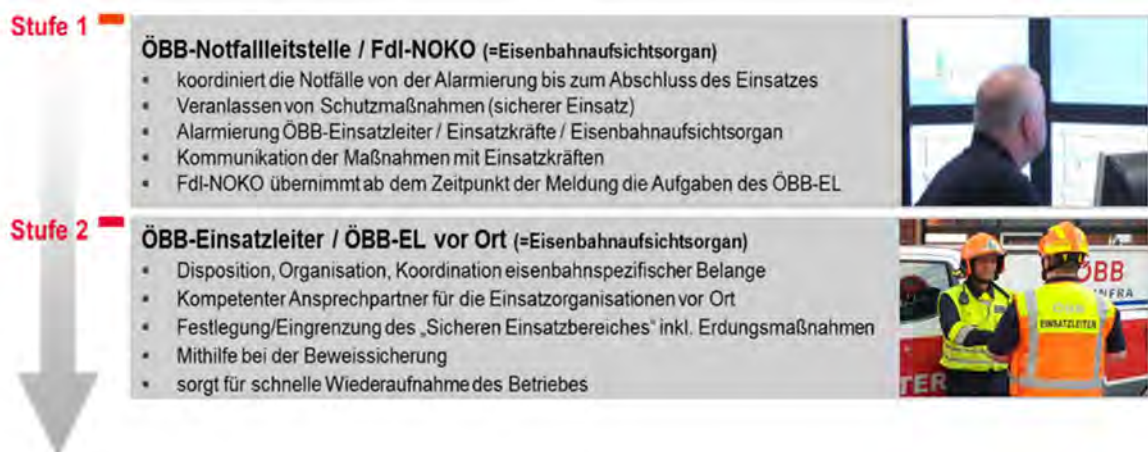 Stufe 1
ÖBB-Notfallleitstelle / Fdl-NOKO (=Eisenbahnaufsichtsorgan)
▪ koordiniert die Notfälle von der Alarmierung bis zum Abschluss des Einsatzes
▪ Veranlassen von Schutzmaßnahmen (sicherer Einsatz)
▪ Alarmierung ÖBB-Einsatzleiter / Einsatzkräfte / Eisenbahnaufsichtsorgan
▪ Kommunikation der Maßnahmen mit Einsatzkräften
▪ Fdl-NOKO übernimmt ab dem Zeitpunkt der Meldung die Aufgaben des ÖBB-EL
Stufe 2
ÖBB-Einsatzleiter / ÖBB-EL vor Ort (=Eisenbahnaufsichtsorgan)
▪ Disposition, Organisation, Koordination eisenbahnspezifischer Belange
▪ Kompetenter Ansprechpartner für die Einsatzorganisationen vor Ort
▪ Festlegung/Eingrenzung des „Sicheren Einsatzbereiches“ inkl. Erdungsmaßnahmen
▪ Mithilfe bei der Beweissicherung
▪ sorgt für schnelle Wiederaufnahme des Betriebes
ÖBB
INFRA
EINSATZLEITER
TER